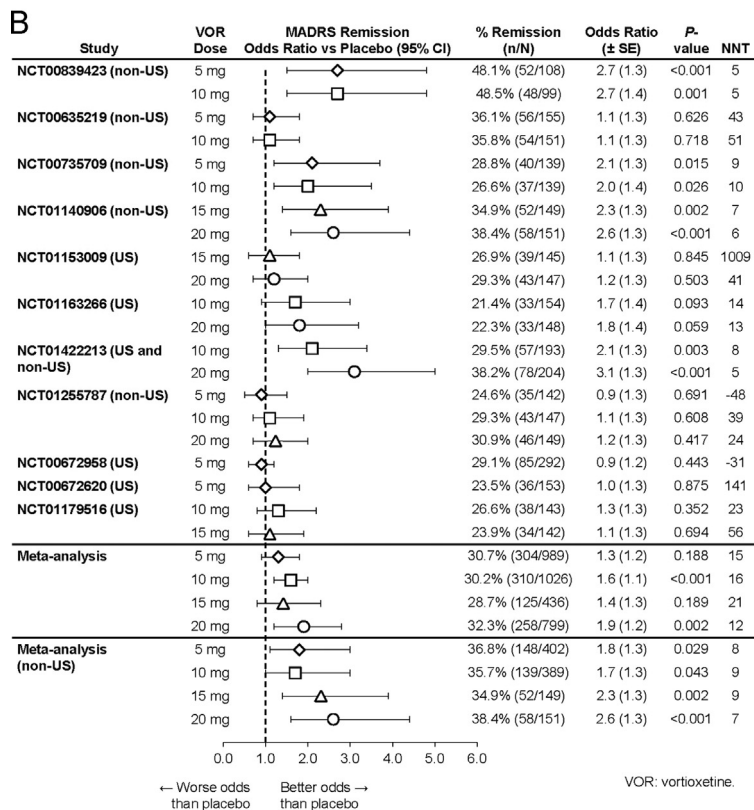 B
Study
VOR Dose
MADRS Remission
Odds Ratio vs Placebo (95% CI)
% Remission (n/N)
Odds Ratio (± SE)
P-value
NNT
NCT00839423 (non-US) 5 mg 48.1% (52/108) 2.7 (1.3) <0.001 5
10 mg 48.5% (48/99) 2.7 (1.4) 0.001 5
NCT00635219 (non-US) 5 mg 36.1% (56/155) 1.1 (1.3) 0.626 43
10 mg 35.8% (54/151) 1.1 (1.3) 0.718 51
NCT00735709 (non-US) 5 mg 28.8% (40/139) 2.1 (1.3) 0.015 9
10 mg 26.6% (37/139) 2.0 (1.4) 0.026 10
NCT01140906 (non-US) 15 mg 34.9% (52/149) 2.3 (1.3) 0.002 7
20 mg 38.4% (58/151) 2.6 (1.3) <0.001 6
NCT01153009 (US) 15 mg 26.9% (39/145) 1.1 (1.3) 0.845 1009
20 mg 29.3% (43/147) 1.2 (1.3) 0.503 41
NCT01163266 (US) 10 mg 21.4% (33/154) 1.7 (1.4) 0.093 14
20 mg 22.3% (33/148) 1.8 (1.4) 0.059 13
NCT01422213 (US and non-US) 10 mg 29.5% (57/193) 2.1 (1.3) 0.003 8
20 mg 38.2% (78/204) 3.1 (1.3) <0.001 5
NCT01255787 (non-US) 5 mg 24.6% (35/142) 0.9 (1.3) 0.691 -48
10 mg 29.3% (43/147) 1.1 (1.3) 0.608 39
20 mg 30.9% (46/149) 1.2 (1.3) 0.417 24
NCT00672958 (US) 5 mg 29.1% (85/292) 0.9 (1.2) 0.443 -31
NCT00672620 (US) 5 mg 23.5% (36/153) 1.0 (1.3) 0.875 141
NCT01179516 (US) 10 mg 26.6% (38/143) 1.3 (1.3) 0.352 23
15 mg 23.9% (34/142) 1.1 (1.3) 0.694 56
Meta-analysis 5 mg 30.7% (304/989) 1.3 (1.2) 0.188 15
10 mg 30.2% (310/1026) 1.6 (1.1) <0.001 16
15 mg 28.7% (125/436) 1.4 (1.3) 0.189 21
20 mg 32.3% (258/799) 1.9 (1.2) 0.002 12
Meta-analysis (non-US) 5 mg 36.8% (148/402) 1.8 (1.3) 0.029 8
10 mg 35.7% (139/389) 1.7 (1.3) 0.043 9
15 mg 34.9% (52/149) 2.3 (1.3) 0.002 9
20 mg 38.4% (58/151) 2.6 (1.3) <0.001 7
0.0 1.0 2.0 3.0 4.0 5.0 6.0
← Worse odds than placebo
Better odds → than placebo
VOR: vortioxetine.